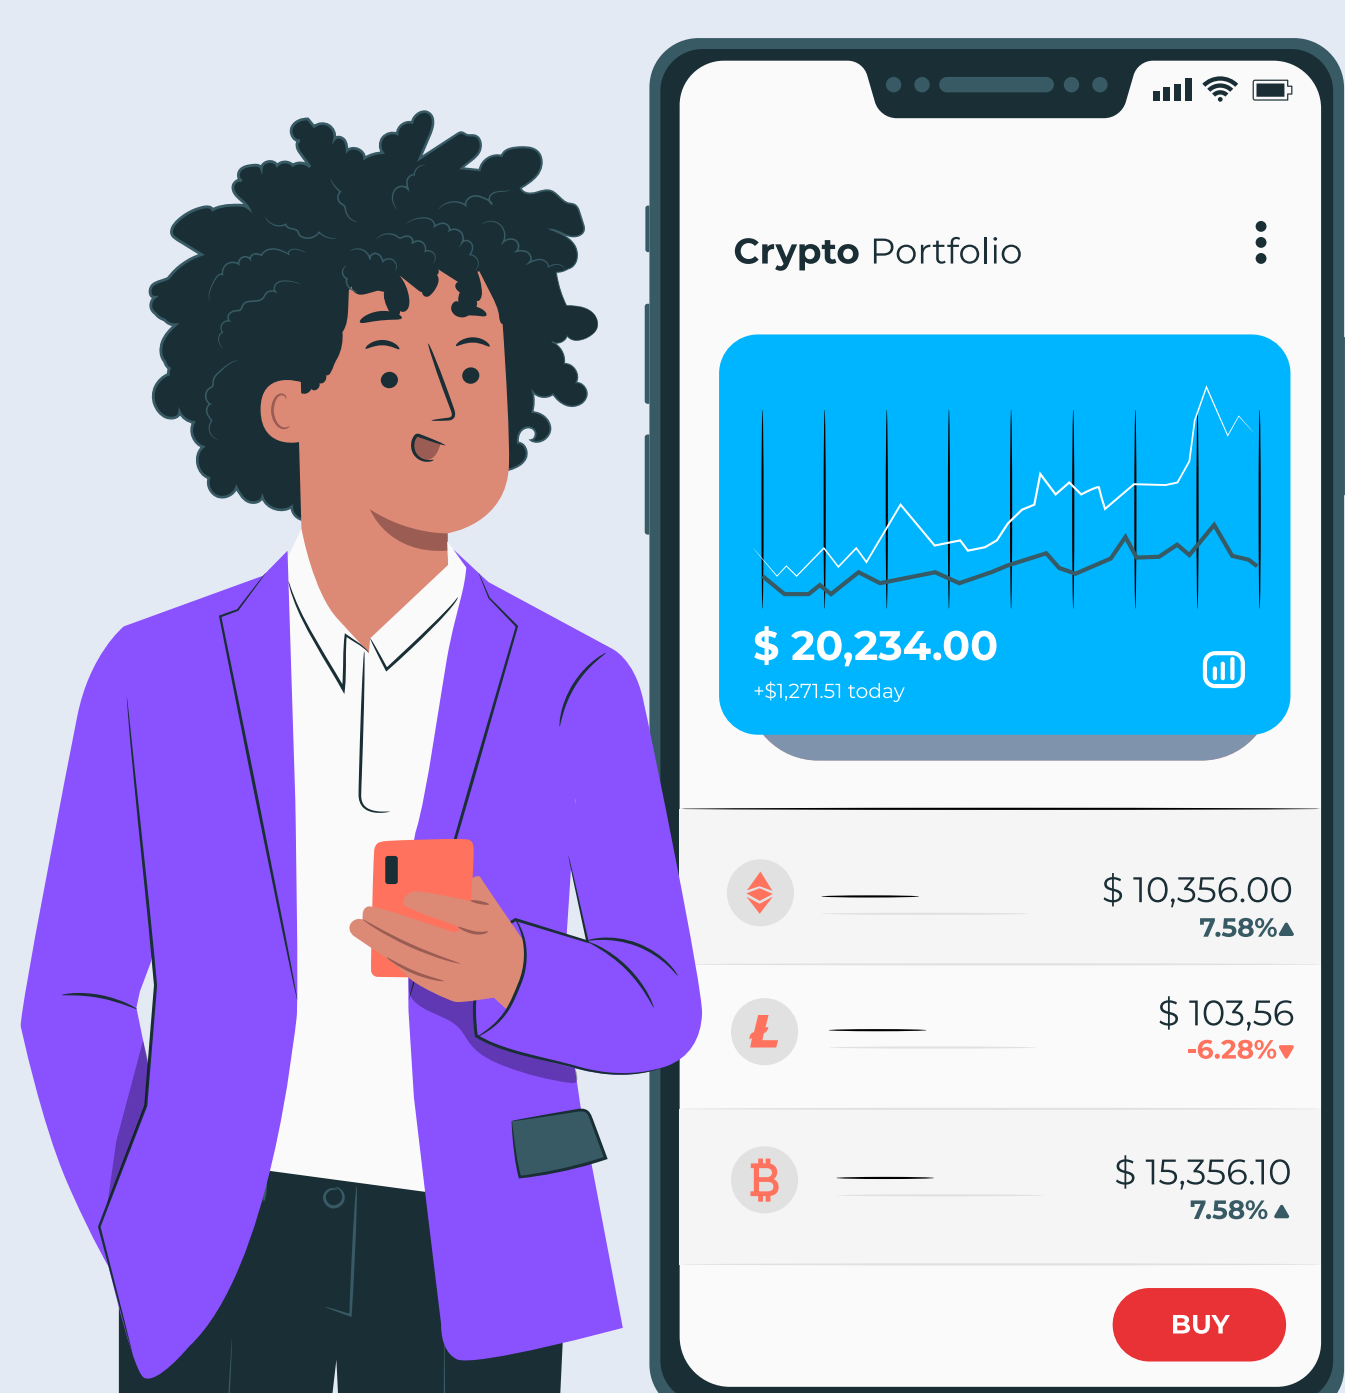 Crypto Portfolio
$ 20,234.00
+$1,271.51 today
$ 10,356.00
7.58%▲
$ 103,56
-6.28%▼
$ 15,356.10
7.58% ▲
BUY